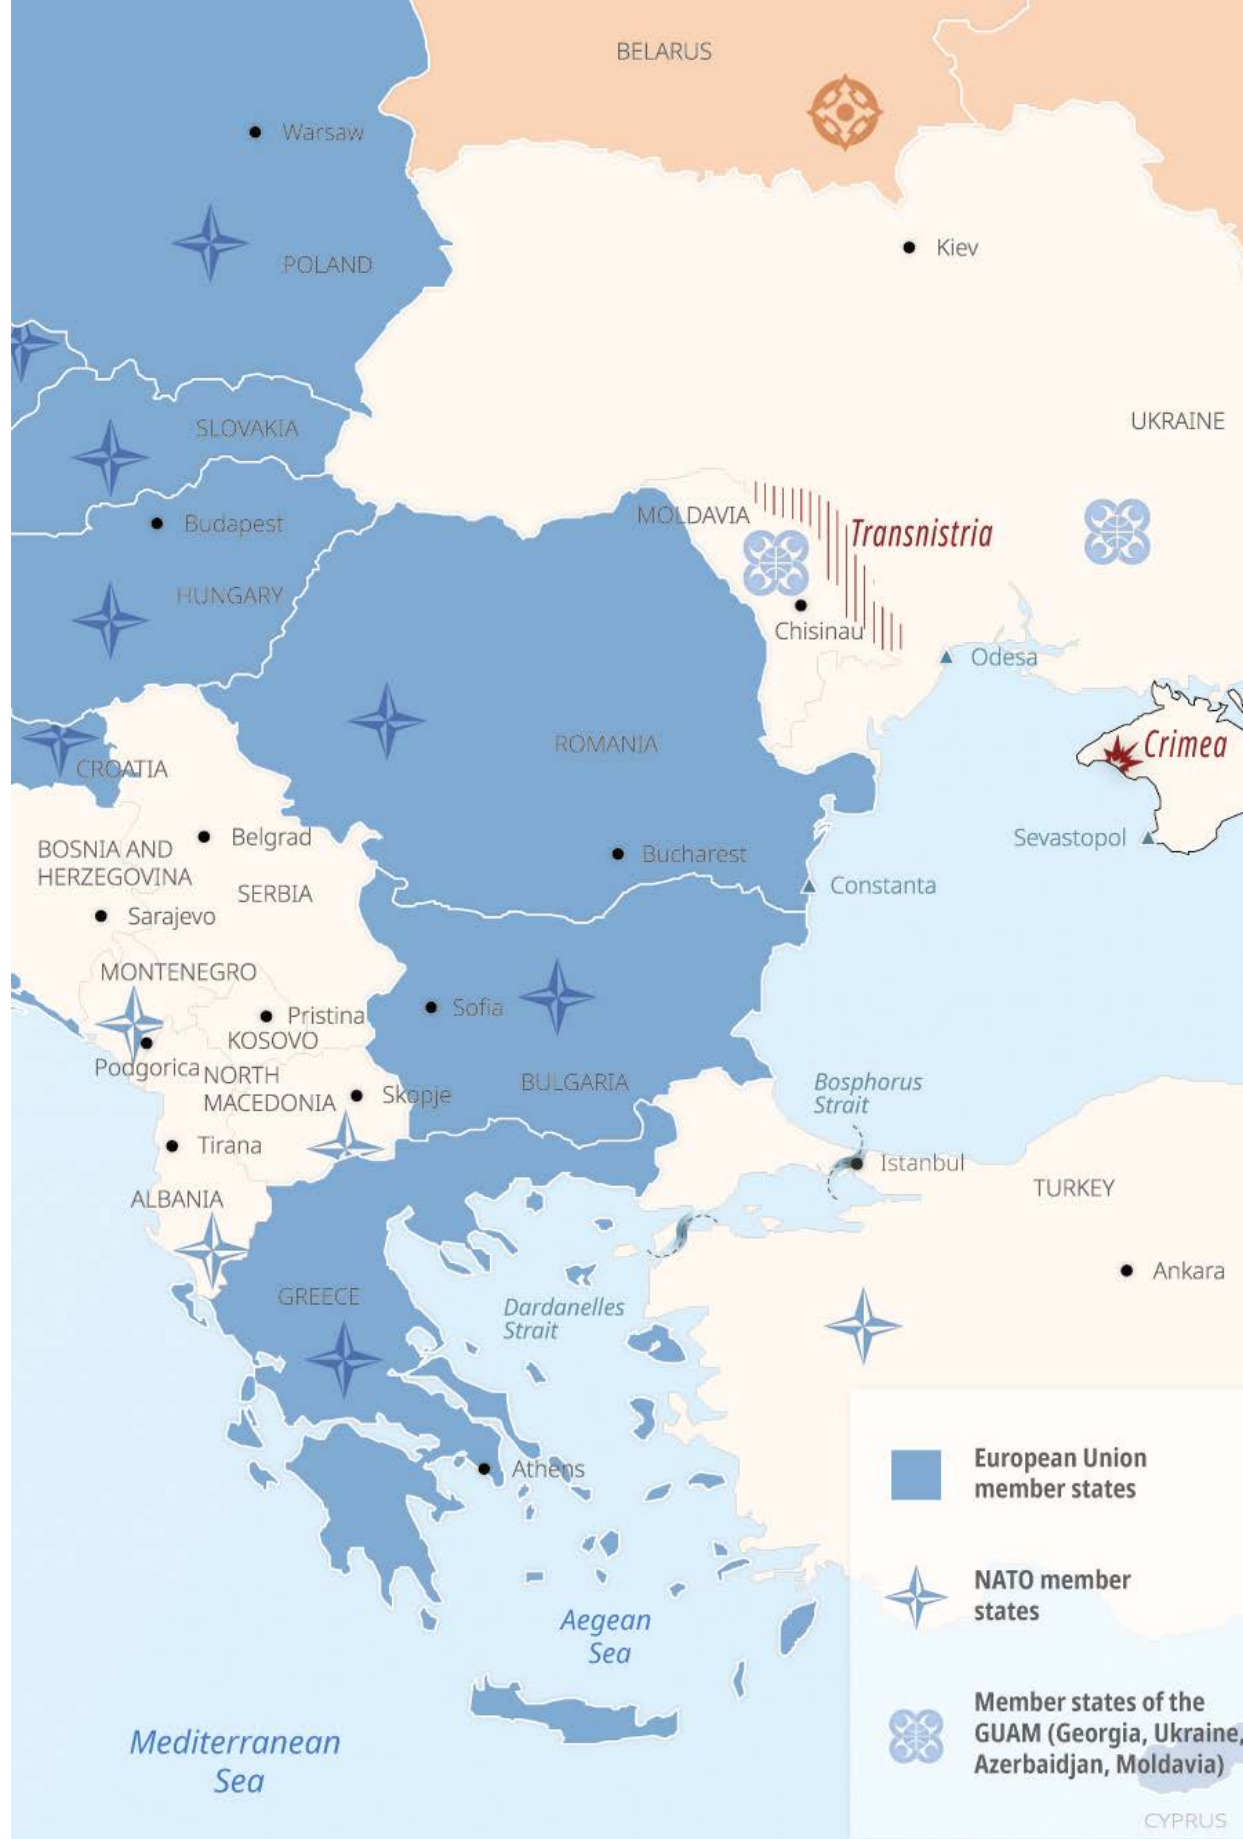 BELARUS
Warsaw
Kiev
POLAND
UKRAINE
SLOVAKIA
MOLDAVIA
Budapest
Transnistria
HUNGARY
Chisinau
Odesa
ROMANIA
Crimea
CROATIA
Belgrad
Sevastopol
BOSNIA AND
HERZEGOVINA
Bucharest
SERBIA
Constanta
Sarajevo
MONTENEGRO
Sofia
Pristina
KOSOVO
Podgorica
NORTH
MACEDONIA
Skopje
BULGARIA
Bosphorus
Strait
Tirana
Istanbul
TURKEY
ALBANIA
Ankara
GREECE
Dardanelles
Strait
Athens
European Union
member states
NATO member
states
Aegean
Sea
Member states of the
GUAM (Georgia, Ukraine,
Azerbaidjan, Moldavia)
Mediterranean
Sea
CYPRUS